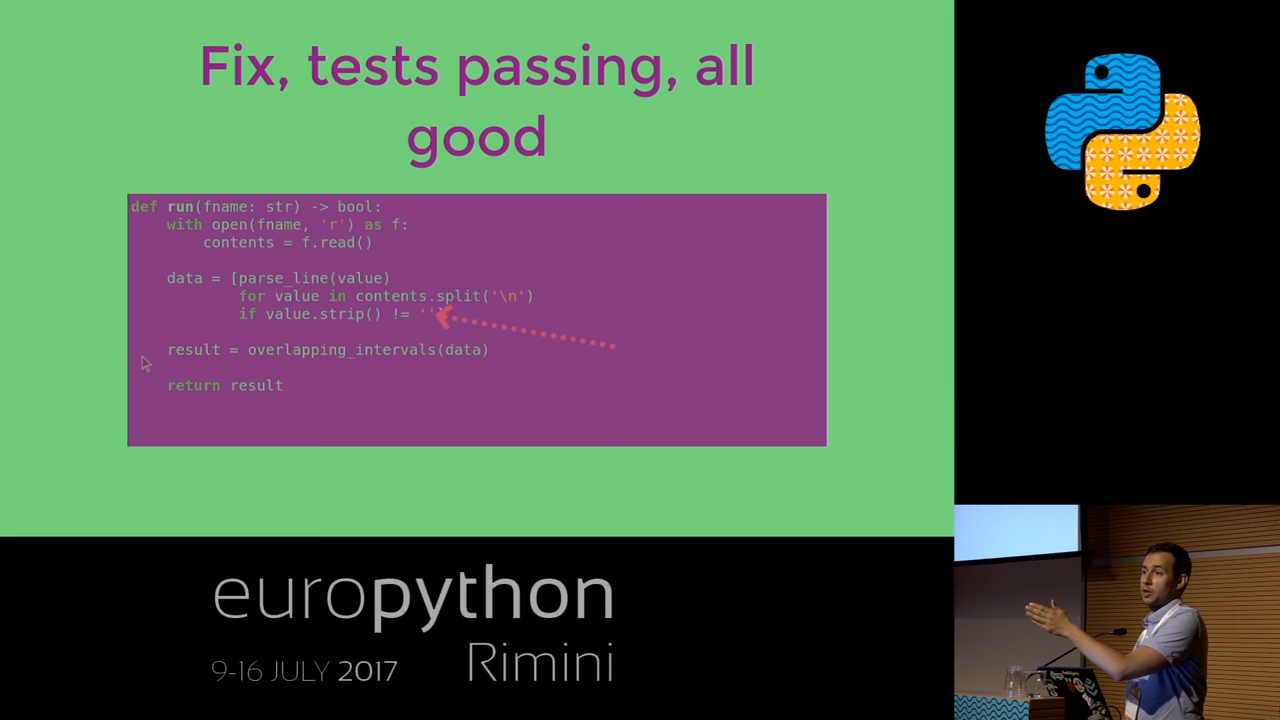 Fix, tests passing, all
good
def run(fname: str) -> bool:
    with open(fname, 'r') as f:
        contents = f.read()
    data = [parse_line(value)
            for value in contents.split('\n')
            if value.strip() != '']
    result = overlapping_intervals(data)
    return result
europython
Rimini
9-16 JULY 2017